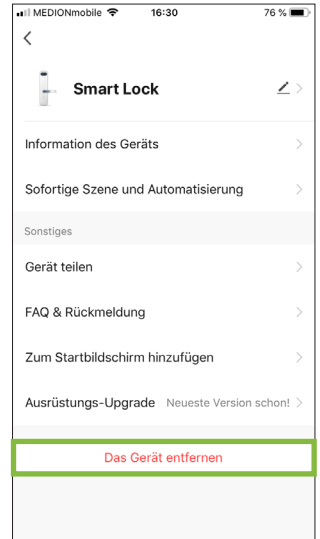 MEDIONmobile 16:30 76 %
Smart Lock
Information des Geräts
Sofortige Szene und Automatisierung
Sonstiges
Gerät teilen
FAQ & Rückmeldung
Zum Startbildschirm hinzufügen
Ausrüstungs-Upgrade Neueste Version schon!
Das Gerät entfernen